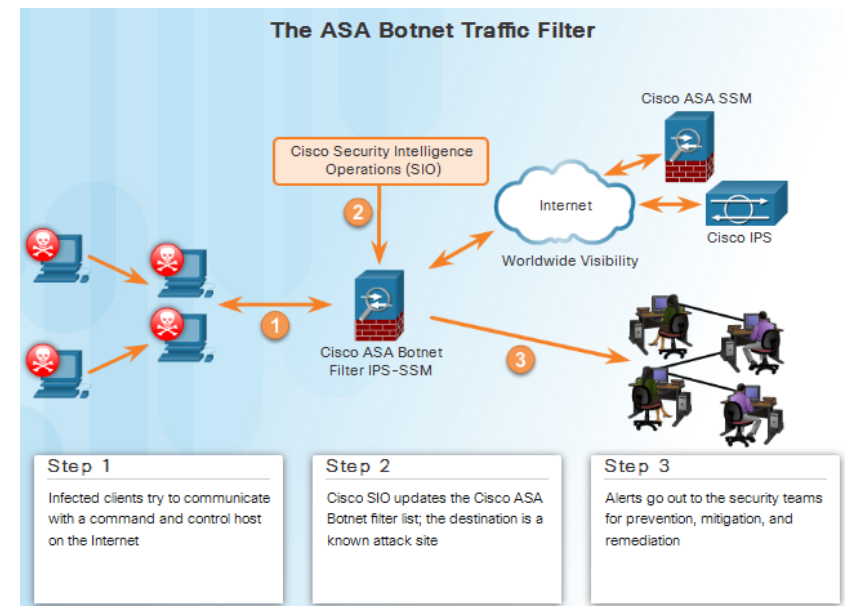 The ASA Botnet Traffic Filter
Cisco ASA SSM
Cisco Security Intelligence
Operations (SIO)
2
Internet
Cisco IPS
Worldwide Visibility
1
Cisco ASA Botnet
Filter IPS-SSM
3
Step 1
Infected clients try to communicate
with a command and control host
on the Internet
Step 2
Cisco SIO updates the Cisco ASA
Botnet filter list; the destination is a
known attack site
Step 3
Alerts go out to the security teams
for prevention, mitigation, and
remediation